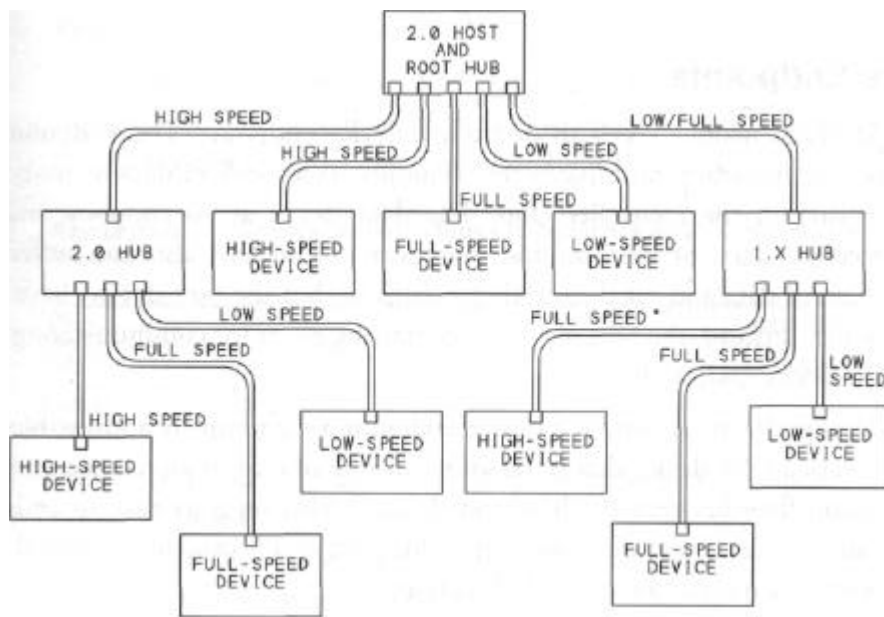 2.0 HOST
AND
ROOT HUB
HIGH SPEED
HIGH SPEED
FULL SPEED
LOW SPEED
LOW/FULL SPEED
2.0 HUB
HIGH-SPEED
DEVICE
FULL-SPEED
DEVICE
LOW-SPEED
DEVICE
1.X HUB
HIGH SPEED
FULL SPEED
LOW SPEED
FULL SPEED*
FULL SPEED
LOW
SPEED
HIGH-SPEED
DEVICE
FULL-SPEED
DEVICE
LOW-SPEED
DEVICE
HIGH-SPEED
DEVICE
FULL-SPEED
DEVICE
LOW-SPEED
DEVICE